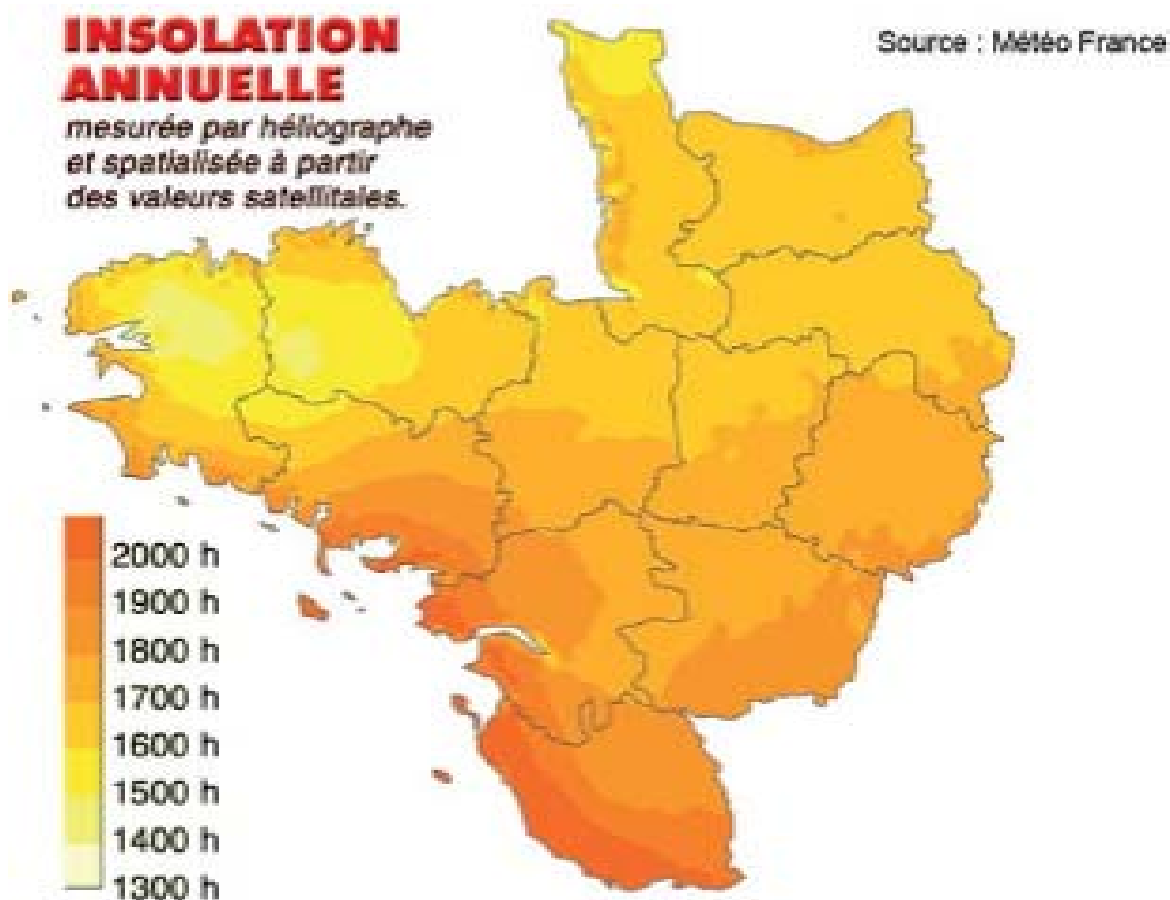 INSOLATION
ANNUELLE
mesurée par héliographe
et spatialisée à partir
des valeurs satellitales.
Source : Météo France
2000 h
1900 h
1800 h
1700 h
1600 h
1500 h
1400 h
1300 h